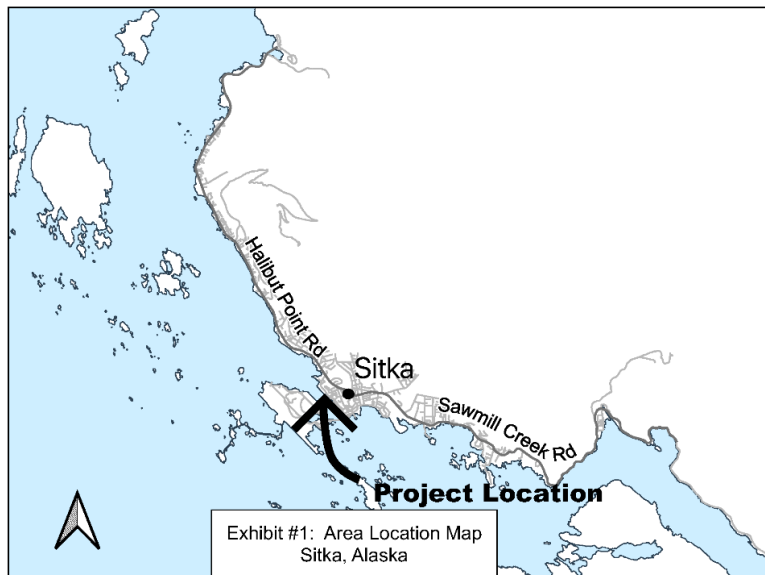 Halibut Point Rd
Sitka
Sawmill Creek Rd
Project Location
Exhibit #1: Area Location Map
Sitka, Alaska